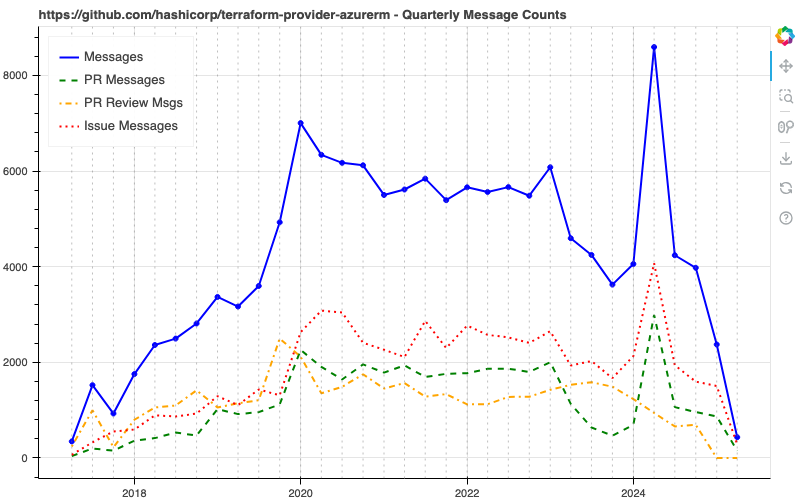 https://github.com/hashicorp/terraform-provider-azurerm - Quarterly Message Counts
Messages
PR Messages
PR Review Msgs
Issue Messages
8000
6000
4000
2000
0
2018
2020
2022
2024